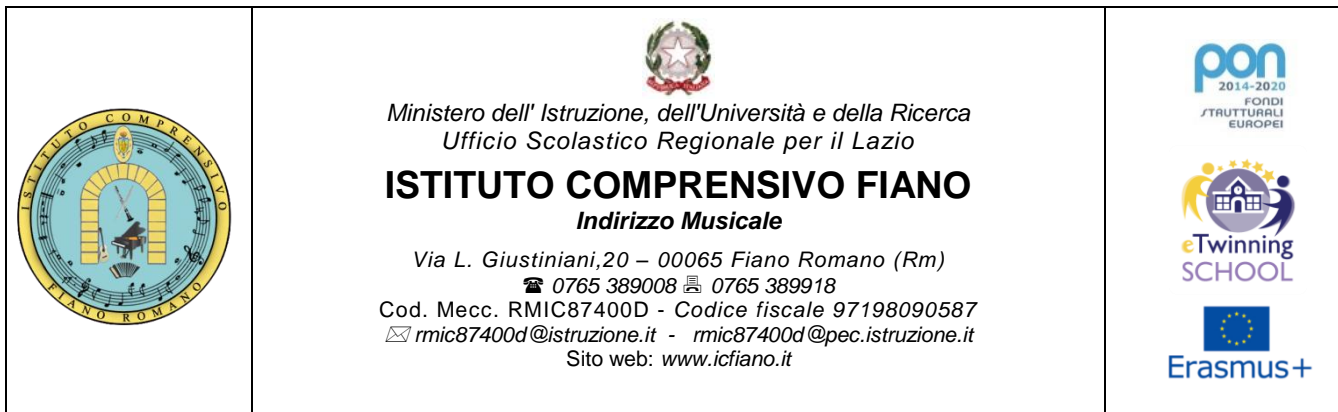 ISTITUTO COMPRENSIVO
FIANO ROMANO
Ministero dell' Istruzione, dell'Università e della Ricerca
Ufficio Scolastico Regionale per il Lazio
ISTITUTO COMPRENSIVO FIANO
Indirizzo Musicale
Via L. Giustiniani,20 – 00065 Fiano Romano (Rm)
☎ 0765 389008 🖷 0765 389918
Cod. Mecc. RMIC87400D - Codice fiscale 97198090587
✉ rmic87400d@istruzione.it - rmic87400d@pec.istruzione.it
Sito web: www.icfiano.it
pon
2014-2020
FONDI
STRUTTURALI
EUROPEI
eTwinning
SCHOOL
Erasmus+